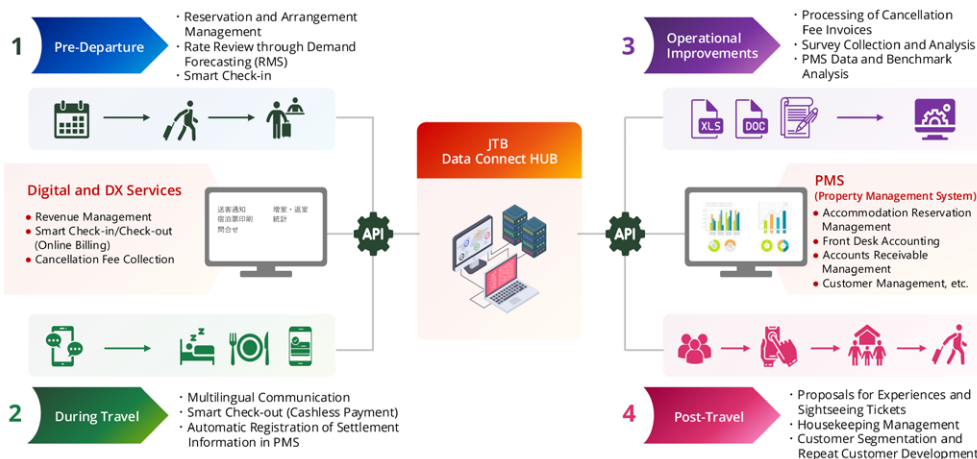 1
Pre-Departure
・Reservation and Arrangement
Management
・Rate Review through Demand
Forecasting (RMS)
・Smart Check-in
3
Operational
Improvements
・Processing of Cancellation
Fee Invoices
・Survey Collection and Analysis
・PMS Data and Benchmark
Analysis
XLS
DOC
JTB
Data Connect HUB
Digital and DX Services
● Revenue Management
● Smart Check-in/Check-out
(Online Billing)
● Cancellation Fee Collection
送客通知 増室・返室
宿泊票印刷 統計
問合せ
API
API
PMS
(Property Management System)
● Accommodation Reservation
Management
● Front Desk Accounting
● Accounts Receivable
Management
● Customer Management, etc.
z z z
2
During Travel
・Multilingual Communication
・Smart Check-out (Cashless Payment)
・Automatic Registration of Settlement
Information in PMS
4
Post-Travel
・Proposals for Experiences and
Sightseeing Tickets
・Housekeeping Management
・Customer Segmentation and
Repeat Customer Development